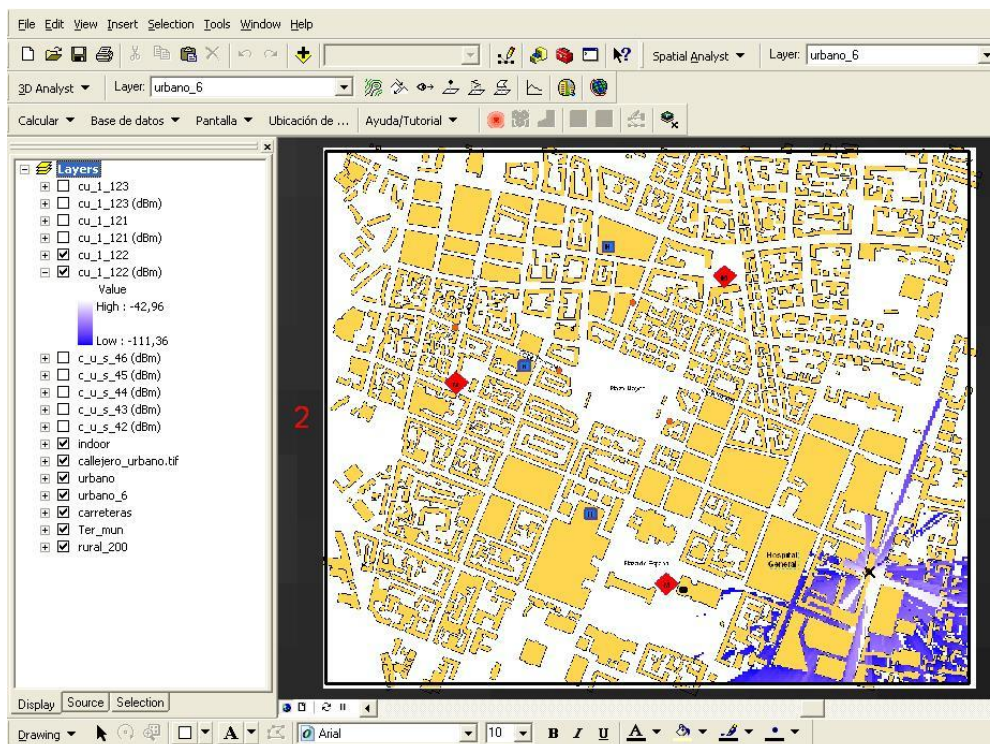 File Edit View Insert Selection Tools Window Help
Spatial Analyst Layer: urbano_6
3D Analyst Layer: urbano_6
Calcular Base de datos Pantalla Ubicación de ... Ayuda/Tutorial
Layers
cu_1_123
cu_1_123 (dBm)
cu_1_121
cu_1_121 (dBm)
cu_1_122
cu_1_122 (dBm)
Value
High : -42,96
Low : -111,36
c_u_s_46 (dBm)
c_u_s_45 (dBm)
c_u_s_44 (dBm)
c_u_s_43 (dBm)
c_u_s_42 (dBm)
indoor
callejero_urbano.tif
urbano
urbano_6
carreteras
Ter_mun
rural_200
2
Plaza Mayor
Hospital
General
Display Source Selection
Drawing A Arial 10 B I U A